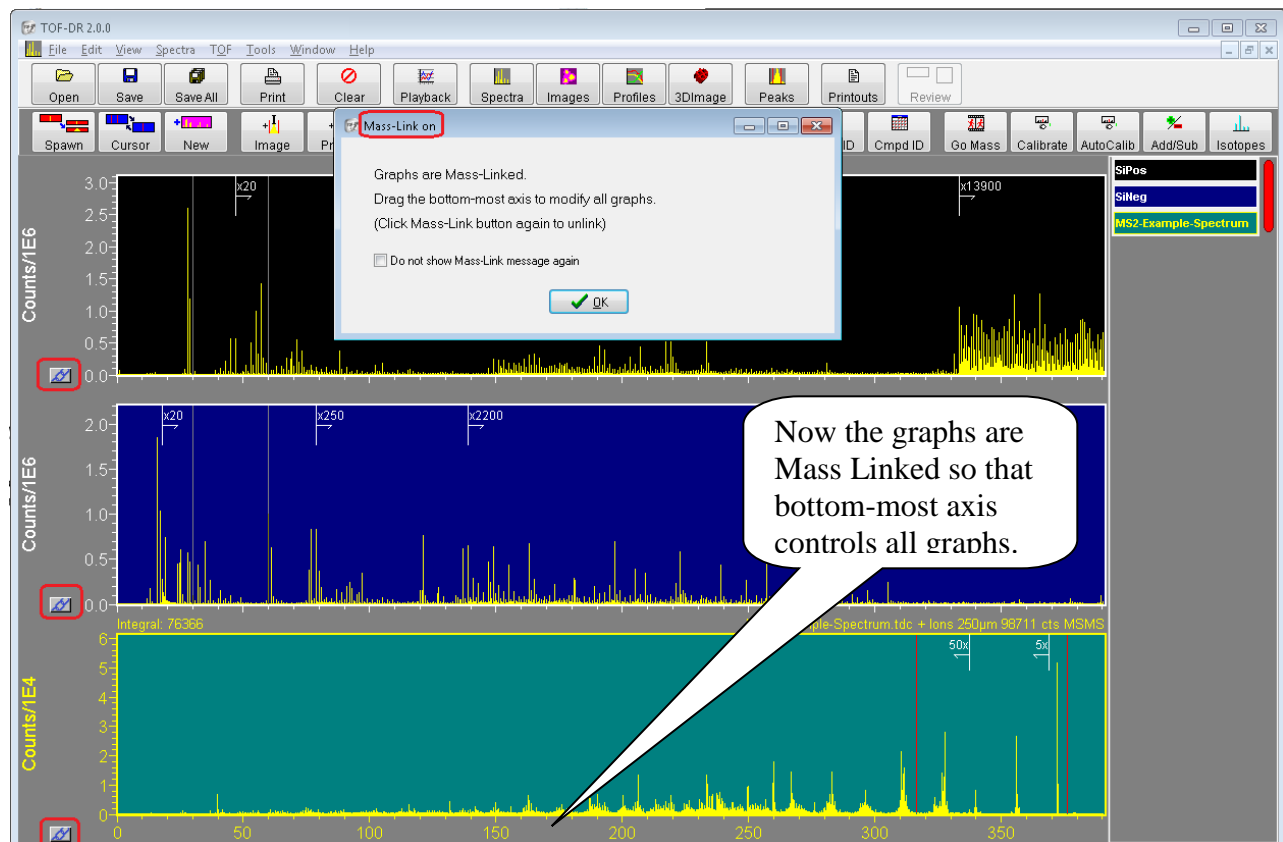 TOF-DR 2.0.0
File Edit View Spectra TOF Tools Window Help
Open Save Save All Print Clear Playback Spectra Images Profiles 3DImage Peaks Printouts Review
Spawn Cursor New Image Pr ID Cmpd ID Go Mass Calibrate AutoCalib Add/Sub Isotopes
Mass-Link on
Graphs are Mass-Linked.
Drag the bottom-most axis to modify all graphs.
(Click Mass-Link button again to unlink)
Do not show Mass-Link message again
OK
SiPos
SiNeg
MS2-Example-Spectrum
Counts/1E6
3.0
2.5
2.0
1.5
1.0
0.5
0.0
x20
x13900
Counts/1E6
2.0
1.5
1.0
0.5
0.0
x20 x250 x2200
Now the graphs are
Mass Linked so that
bottom-most axis
controls all graphs.
Integral: 76366
ple-Spectrum.tdc + Ions 250µm 98711 cts MSMS
50x 5x
Counts/1E4
6
5
4
3
2
1
0
0 50 100 150 200 250 300 350